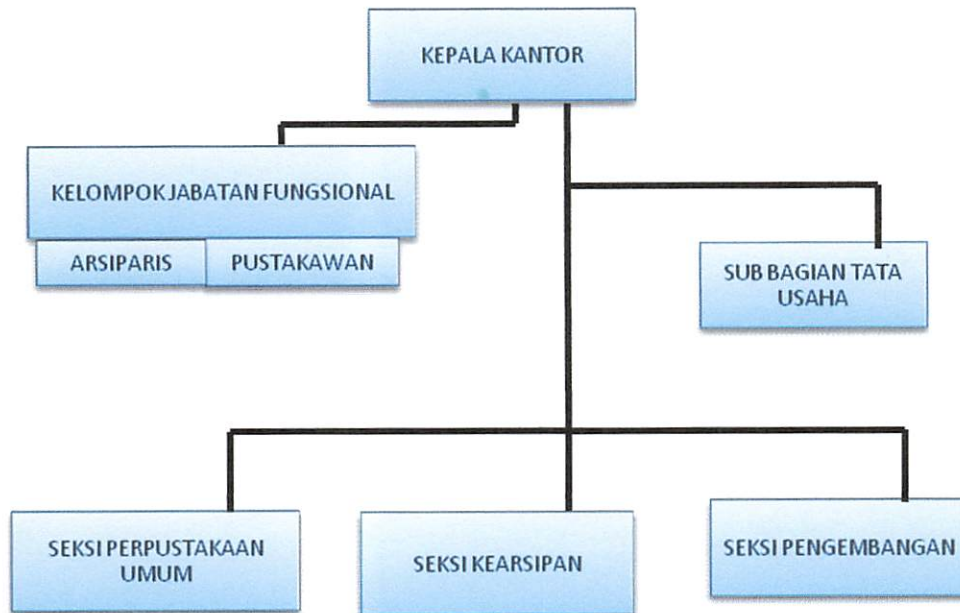 KEPALA KANTOR
KELOMPOK JABATAN FUNGSIONAL
ARSIPARIS
PUSTAKAWAN
SUB BAGIAN TATA
USAHA
SEKSI PERPUSTAKAAN
UMUM
SEKSI KEARSIPAN
SEKSI PENGEMBANGAN